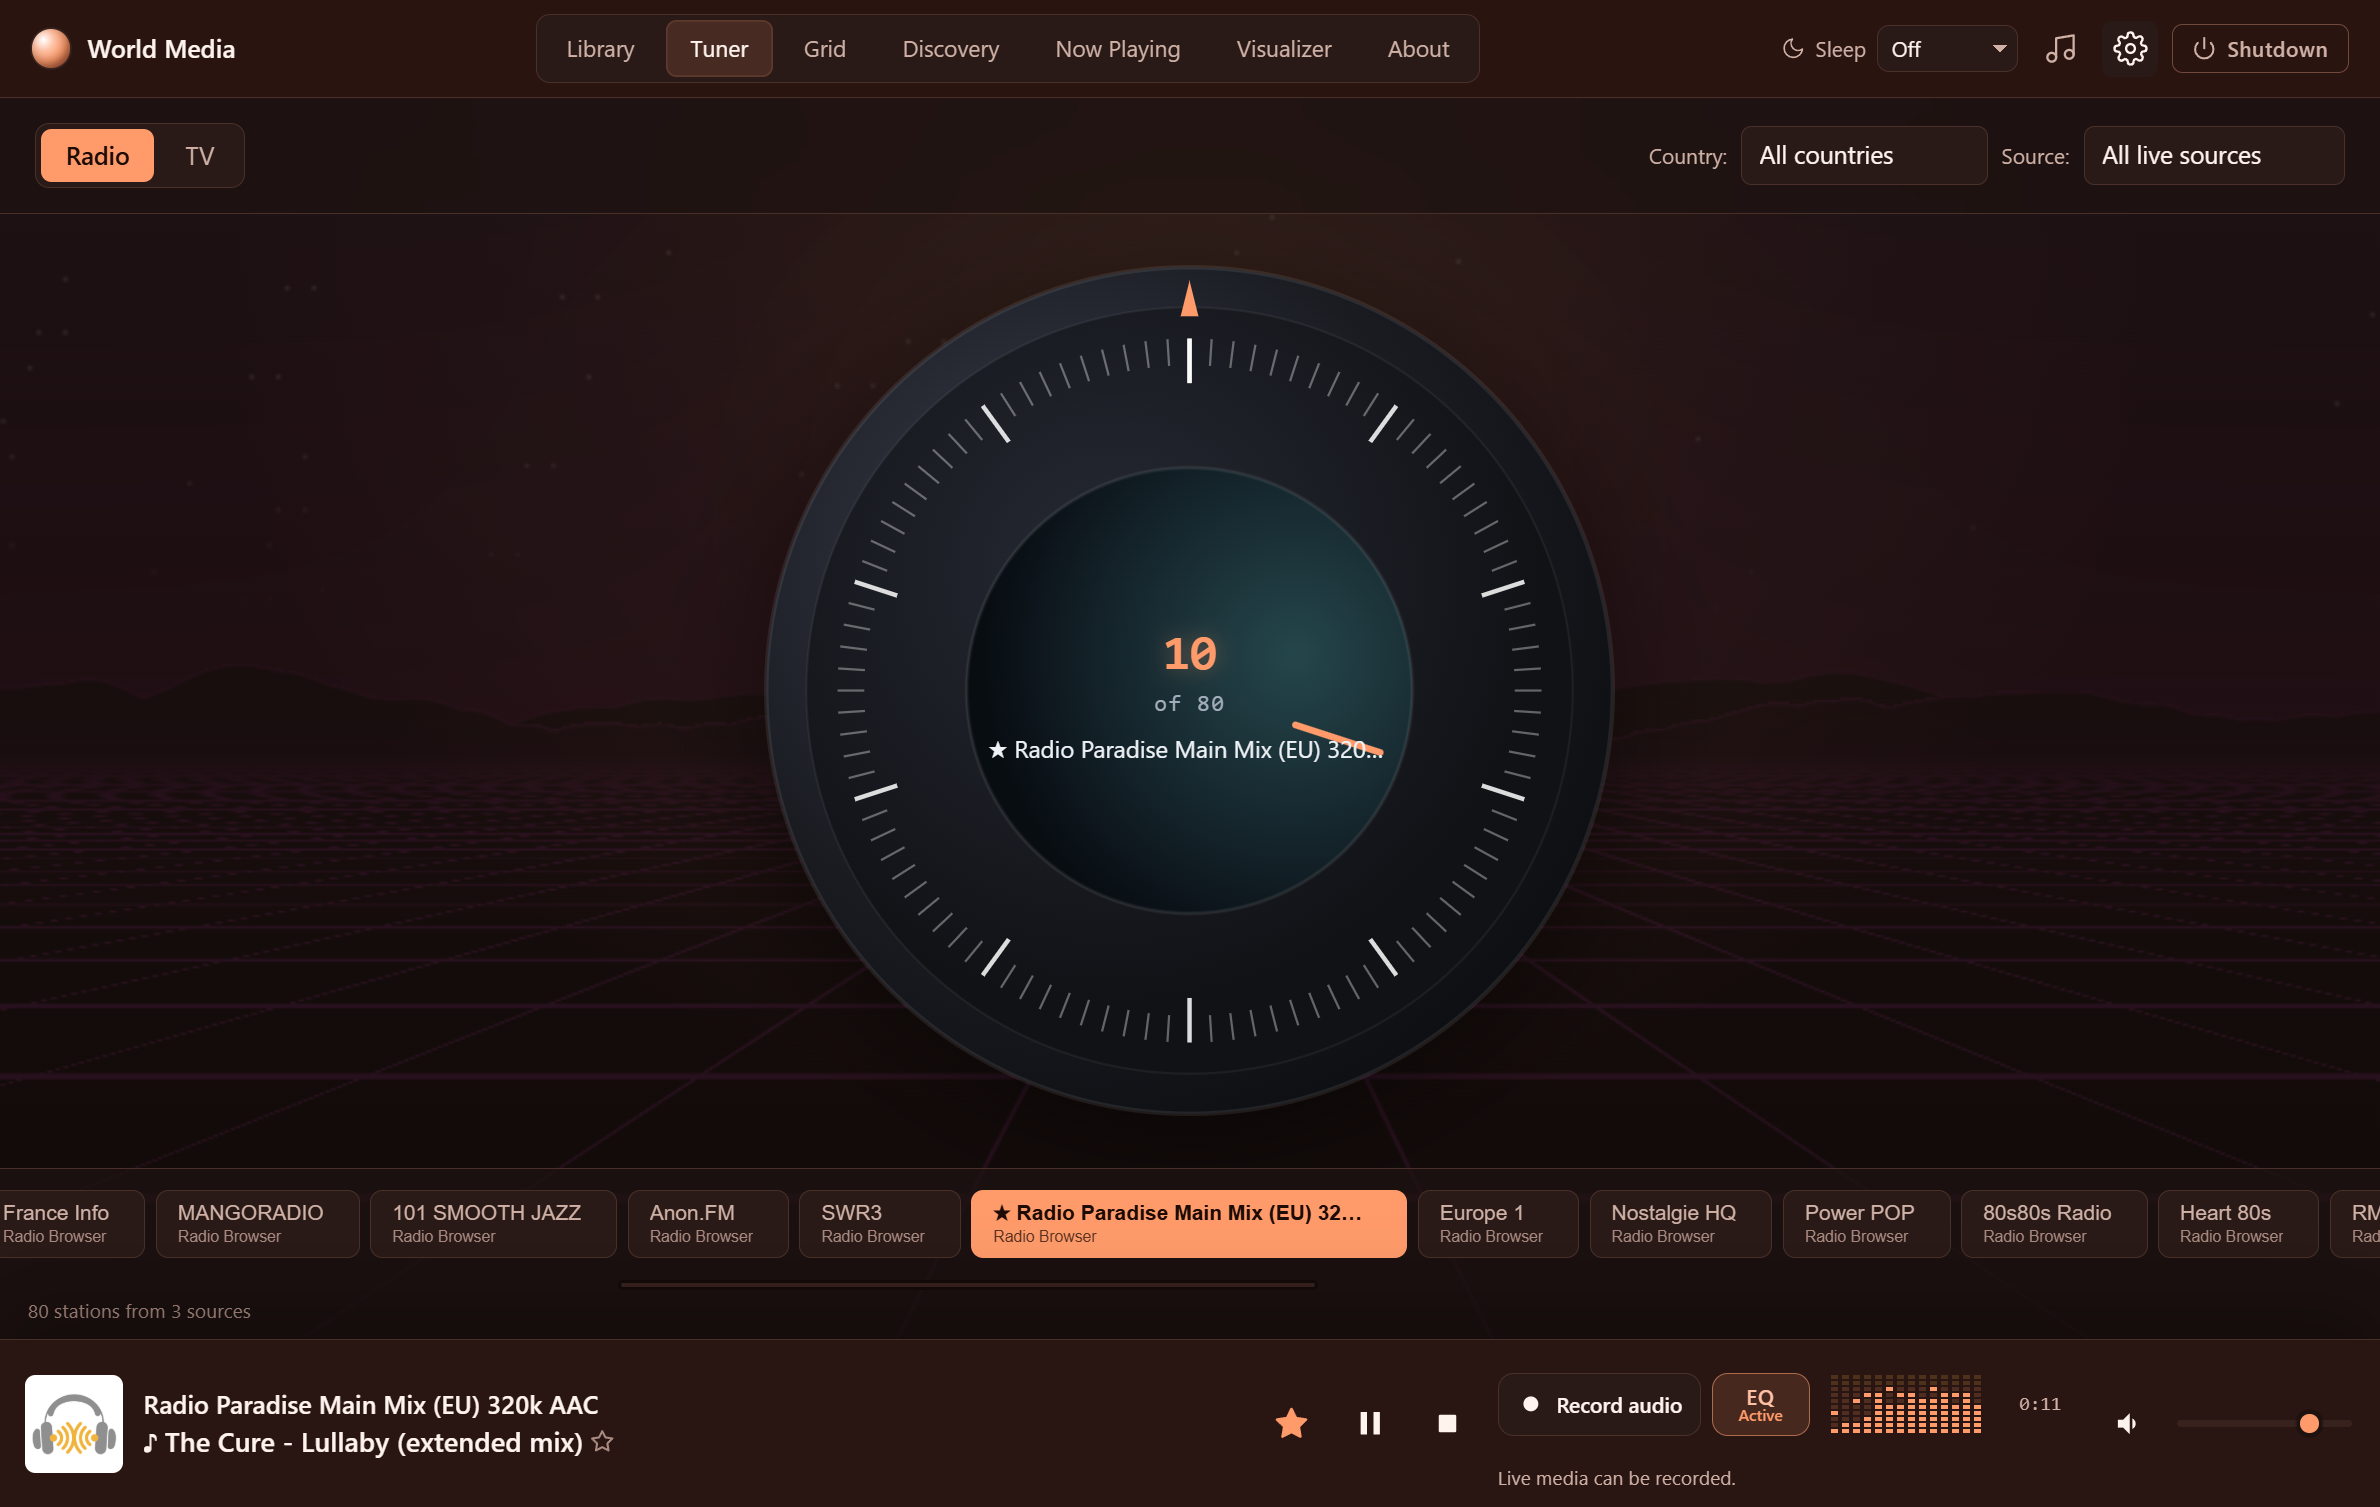 World Media
Library
Tuner
Grid
Discovery
Now Playing
Visualizer
About
Sleep
Off
Shutdown
Radio
TV
Country:
All countries
Source:
All live sources
10
of 80
★ Radio Paradise Main Mix (EU) 320...
France Info
Radio Browser
MANGORADIO
Radio Browser
101 SMOOTH JAZZ
Radio Browser
Anon.FM
Radio Browser
SWR3
Radio Browser
★ Radio Paradise Main Mix (EU) 32...
Radio Browser
Europe 1
Radio Browser
Nostalgie HQ
Radio Browser
Power POP
Radio Browser
80s80s Radio
Radio Browser
Heart 80s
Radio Browser
80 stations from 3 sources
Radio Paradise Main Mix (EU) 320k AAC
♪ The Cure - Lullaby (extended mix) ☆
Record audio
EQ
Active
0:11
Live media can be recorded.